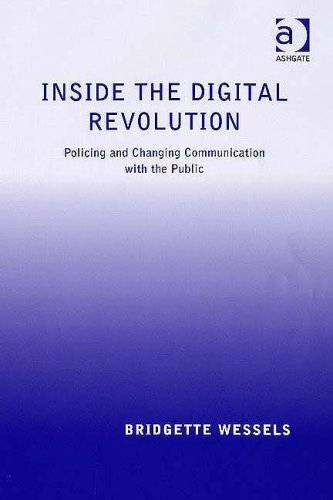 a
ASHGATE
INSIDE THE DIGITAL
REVOLUTION
Policing and Changing Communication
with the Public
BRIDGETTE WESSELS